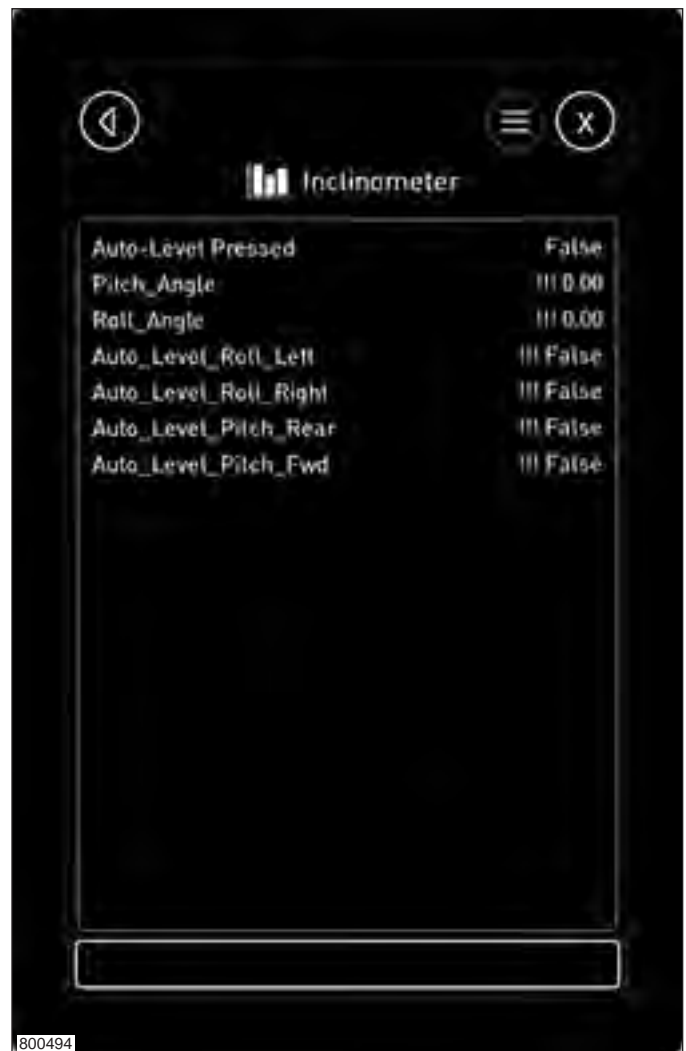 X
Inclinometer
Auto-Level Pressed False
Pitch_Angle !!! 0.00
Roll_Angle !!! 0.00
Auto_Level_Roll_Left !!! False
Auto_Level_Roll_Right !!! False
Auto_Level_Pitch_Rear !!! False
Auto_Level_Pitch_Fwd !!! False
800494